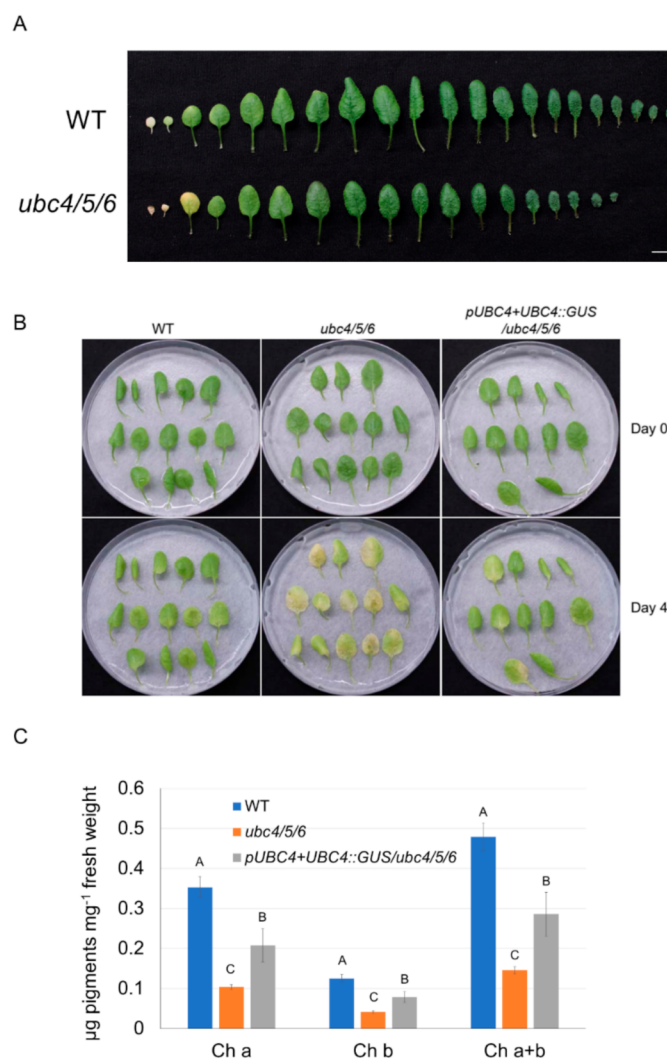 A
WT
ubc4/5/6
B
WT
ubc4/5/6
pUBC4+UBC4::GUS
/ubc4/5/6
Day 0
Day 4
C
µg pigments mg⁻¹ fresh weight
0.6
0.5
0.4
0.3
0.2
0.1
0
WT
ubc4/5/6
pUBC4+UBC4::GUS/ubc4/5/6
A
C
B
A
C
B
A
C
B
Ch a
Ch b
Ch a+b